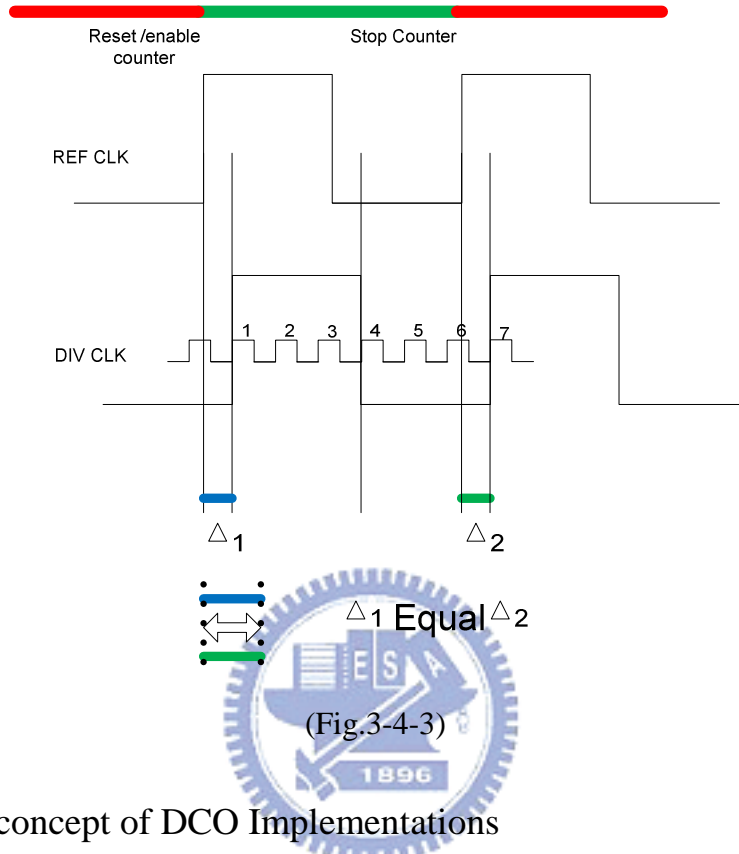 Reset /enable counter
Stop Counter
REF CLK
1 2 3 4 5 6 7
DIV CLK
△1
△2
△1 Equal △2
E S A
(Fig.3-4-3)
1896
concept of DCO Implementations